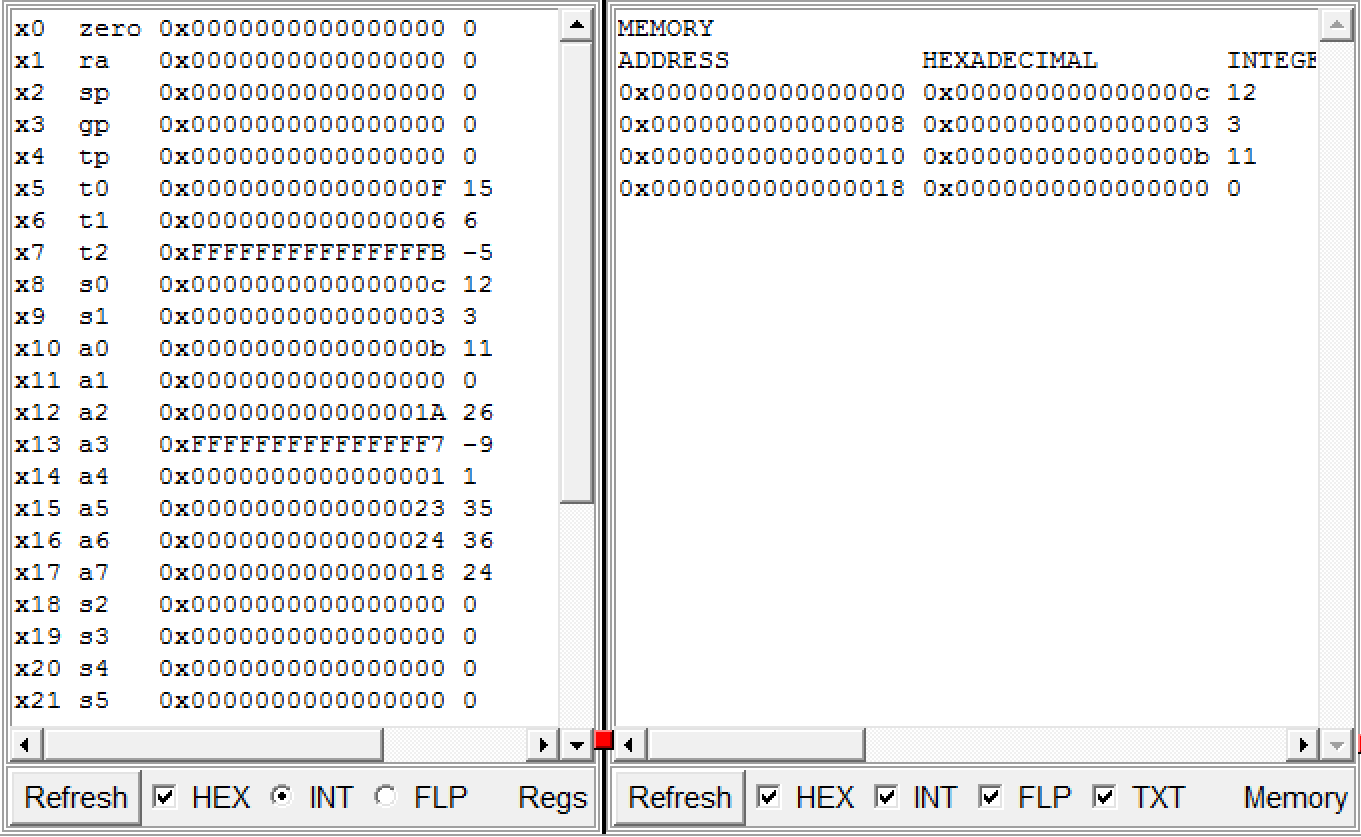 x0 zero 0x0000000000000000 0
x1 ra 0x0000000000000000 0
x2 sp 0x0000000000000000 0
x3 gp 0x0000000000000000 0
x4 tp 0x0000000000000000 0
x5 t0 0x000000000000000F 15
x6 t1 0x0000000000000006 6
x7 t2 0xFFFFFFFFFFFFFFFB -5
x8 s0 0x000000000000000c 12
x9 s1 0x0000000000000003 3
x10 a0 0x000000000000000b 11
x11 a1 0x0000000000000000 0
x12 a2 0x000000000000001A 26
x13 a3 0xFFFFFFFFFFFFFFF7 -9
x14 a4 0x0000000000000001 1
x15 a5 0x0000000000000023 35
x16 a6 0x0000000000000024 36
x17 a7 0x0000000000000018 24
x18 s2 0x0000000000000000 0
x19 s3 0x0000000000000000 0
x20 s4 0x0000000000000000 0
x21 s5 0x0000000000000000 0
Refresh HEX INT FLP Regs
MEMORY
ADDRESS HEXADECIMAL INTEGE
0x0000000000000000 0x000000000000000c 12
0x0000000000000008 0x0000000000000003 3
0x0000000000000010 0x000000000000000b 11
0x0000000000000018 0x0000000000000000 0
Refresh HEX INT FLP TXT Memory